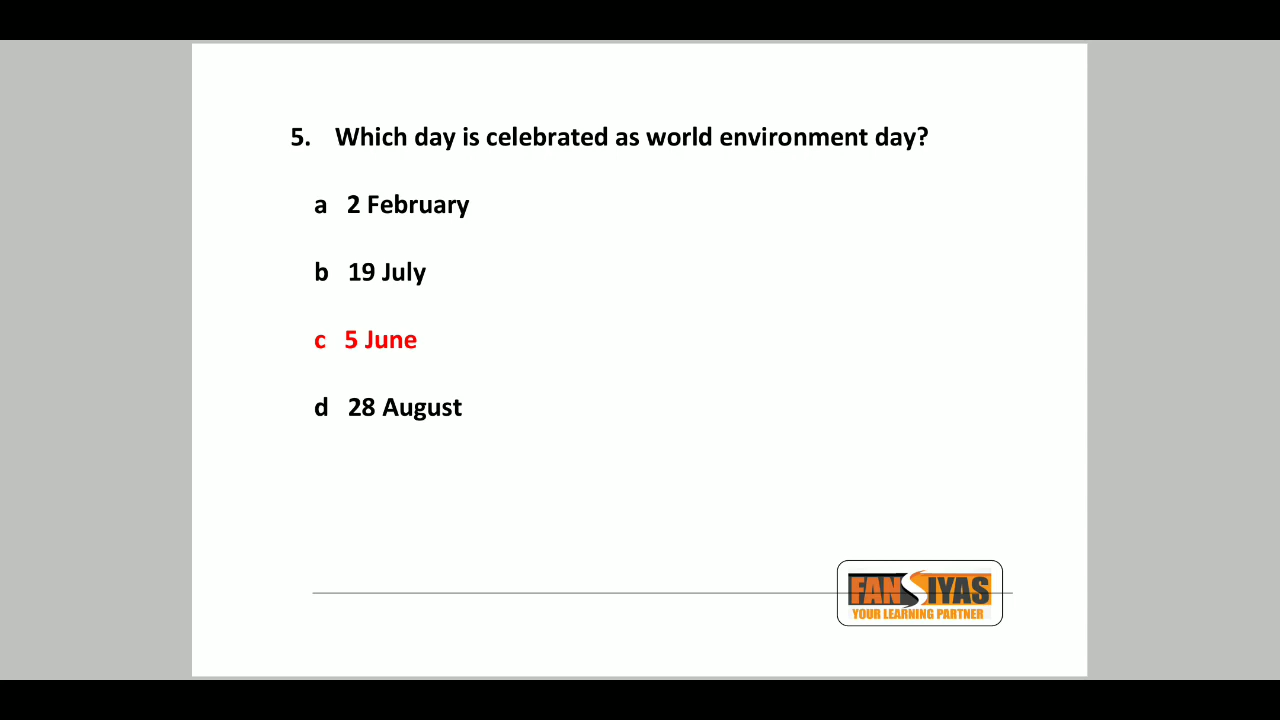 5. Which day is celebrated as world environment day?
a 2 February
b 19 July
c 5 June
d 28 August
FANSIYAS
YOUR LEARNING PARTNER